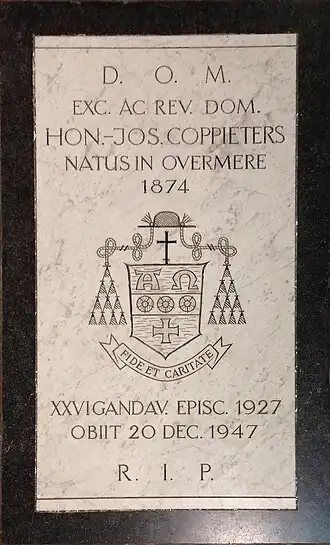 D. O. M.
EXC. AC REV. DOM.
HON.-JOS. COPPIETERS
NATUS IN OVERMERE
1874
A Ω
FIDE ET CARITATE
XXVI GANDAV. EPISC. 1927
OBIIT 20 DEC. 1947
R. I. P.